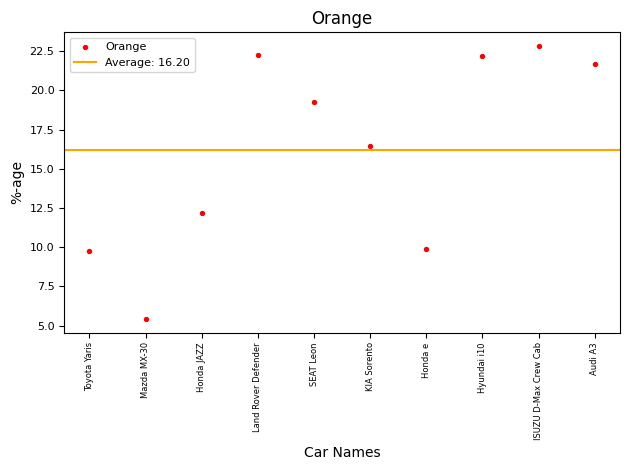 Orange
Orange
Average: 16.20
%-age
22.5
20.0
17.5
15.0
12.5
10.0
7.5
5.0
Toyota Yaris
Mazda MX-30
Honda JAZZ
Land Rover Defender
SEAT Leon
KIA Sorento
Honda e
Hyundai i10
ISUZU D-Max Crew Cab
Audi A3
Car Names